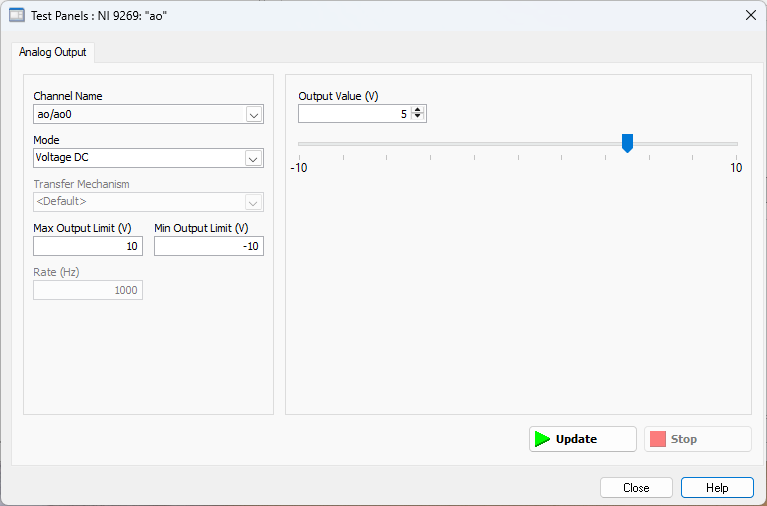 Test Panels : NI 9269: "ao"
Analog Output
Channel Name
ao/ao0
Mode
Voltage DC
Transfer Mechanism
<Default>
Max Output Limit (V) Min Output Limit (V)
10 -10
Rate (Hz)
1000
Output Value (V)
5
-10 10
Update Stop
Close Help